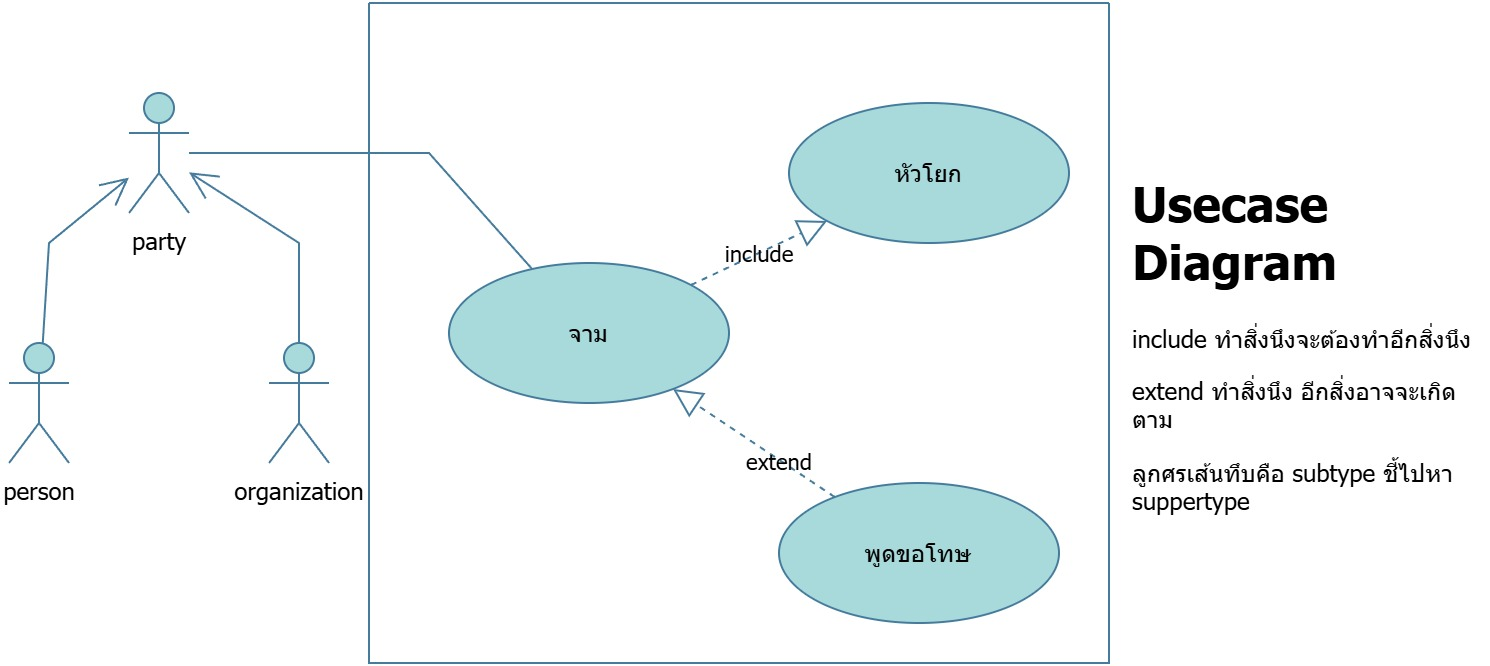 party
person
organization
หัวโยก
include
จาม
extend
พูดขอโทษ
Usecase
Diagram
include ทำสิ่งนึงจะต้องทำอีกสิ่งนึง
extend ทำสิ่งนึง อีกสิ่งอาจจะเกิด
ตาม
ลูกศรเส้นทึบคือ subtype ชี้ไปหา
suppertype